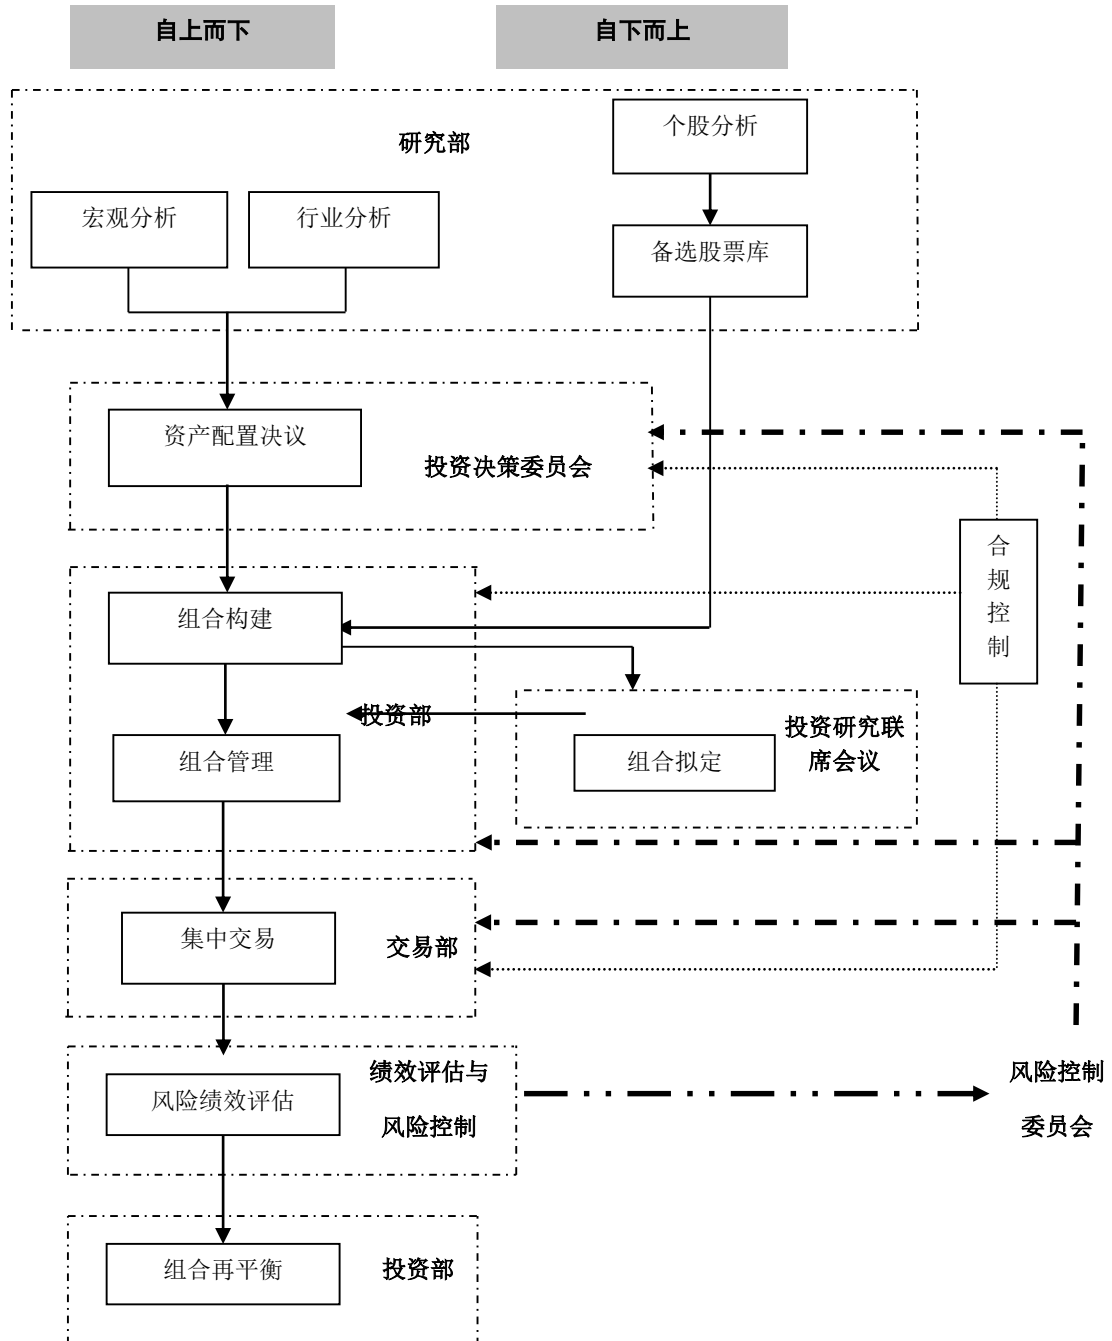 自上而下
自下而上
个股分析
研究部
宏观分析
行业分析
备选股票库
资产配置决议
投资决策委员会
合
规
控
制
组合构建
投资部
投资研究联
席会议
组合管理
组合拟定
集中交易
交易部
绩效评估与
风险控制
风险绩效评估
风险控制
委员会
组合再平衡
投资部